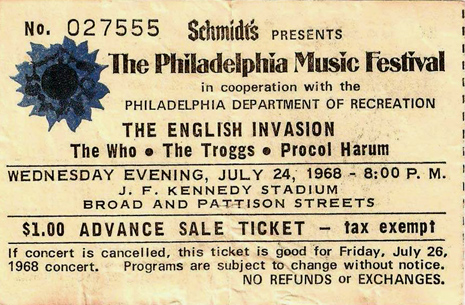 No. 027555 Schmidt's PRESENTS
The Philadelphia Music Festival
in cooperation with the
PHILADELPHIA DEPARTMENT OF RECREATION
THE ENGLISH INVASION
The Who • The Troggs • Procol Harum
WEDNESDAY EVENING, JULY 24, 1968 - 8:00 P. M.
J. F. KENNEDY STADIUM
BROAD AND PATTISON STREETS
$1.00 ADVANCE SALE TICKET – tax exempt
If concert is cancelled, this ticket is good for Friday, July 26,
1968 concert. Programs are subject to change without notice.
NO REFUNDS or EXCHANGES.